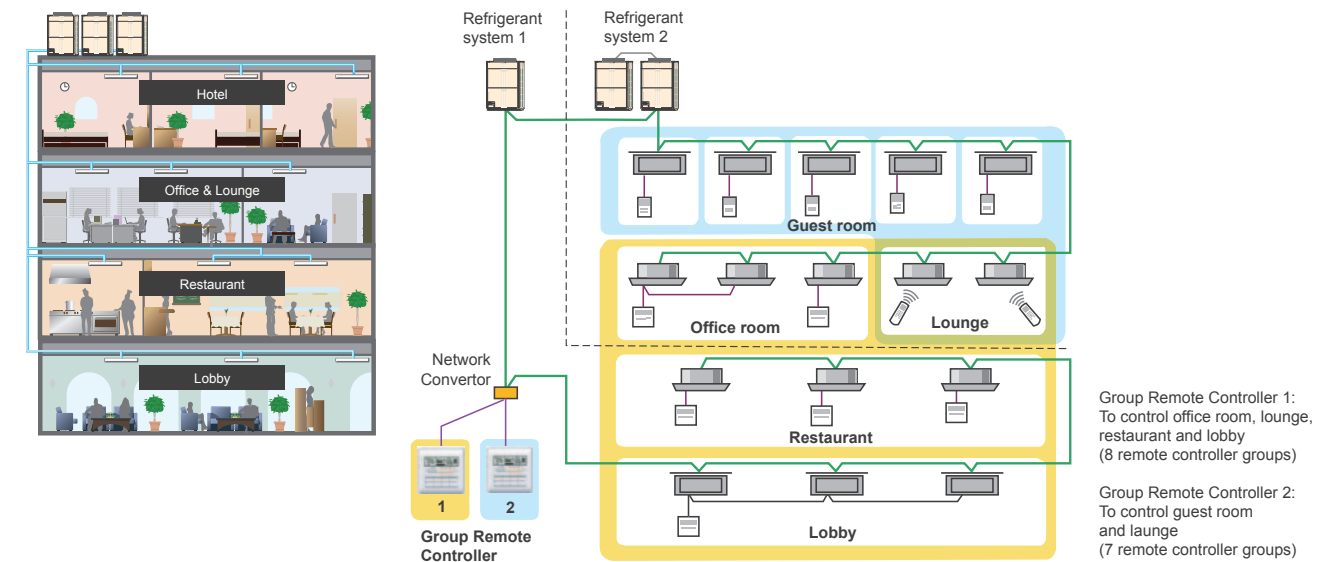 Hotel
Office & Lounge
Restaurant
Lobby
Refrigerant
system 1
Refrigerant
system 2
Guest room
Office room
Lounge
Network
Convertor
Restaurant
Lobby
1
2
Group Remote
Controller
Group Remote Controller 1:
To control office room, lounge,
restaurant and lobby
(8 remote controller groups)
Group Remote Controller 2:
To control guest room
and launge
(7 remote controller groups)